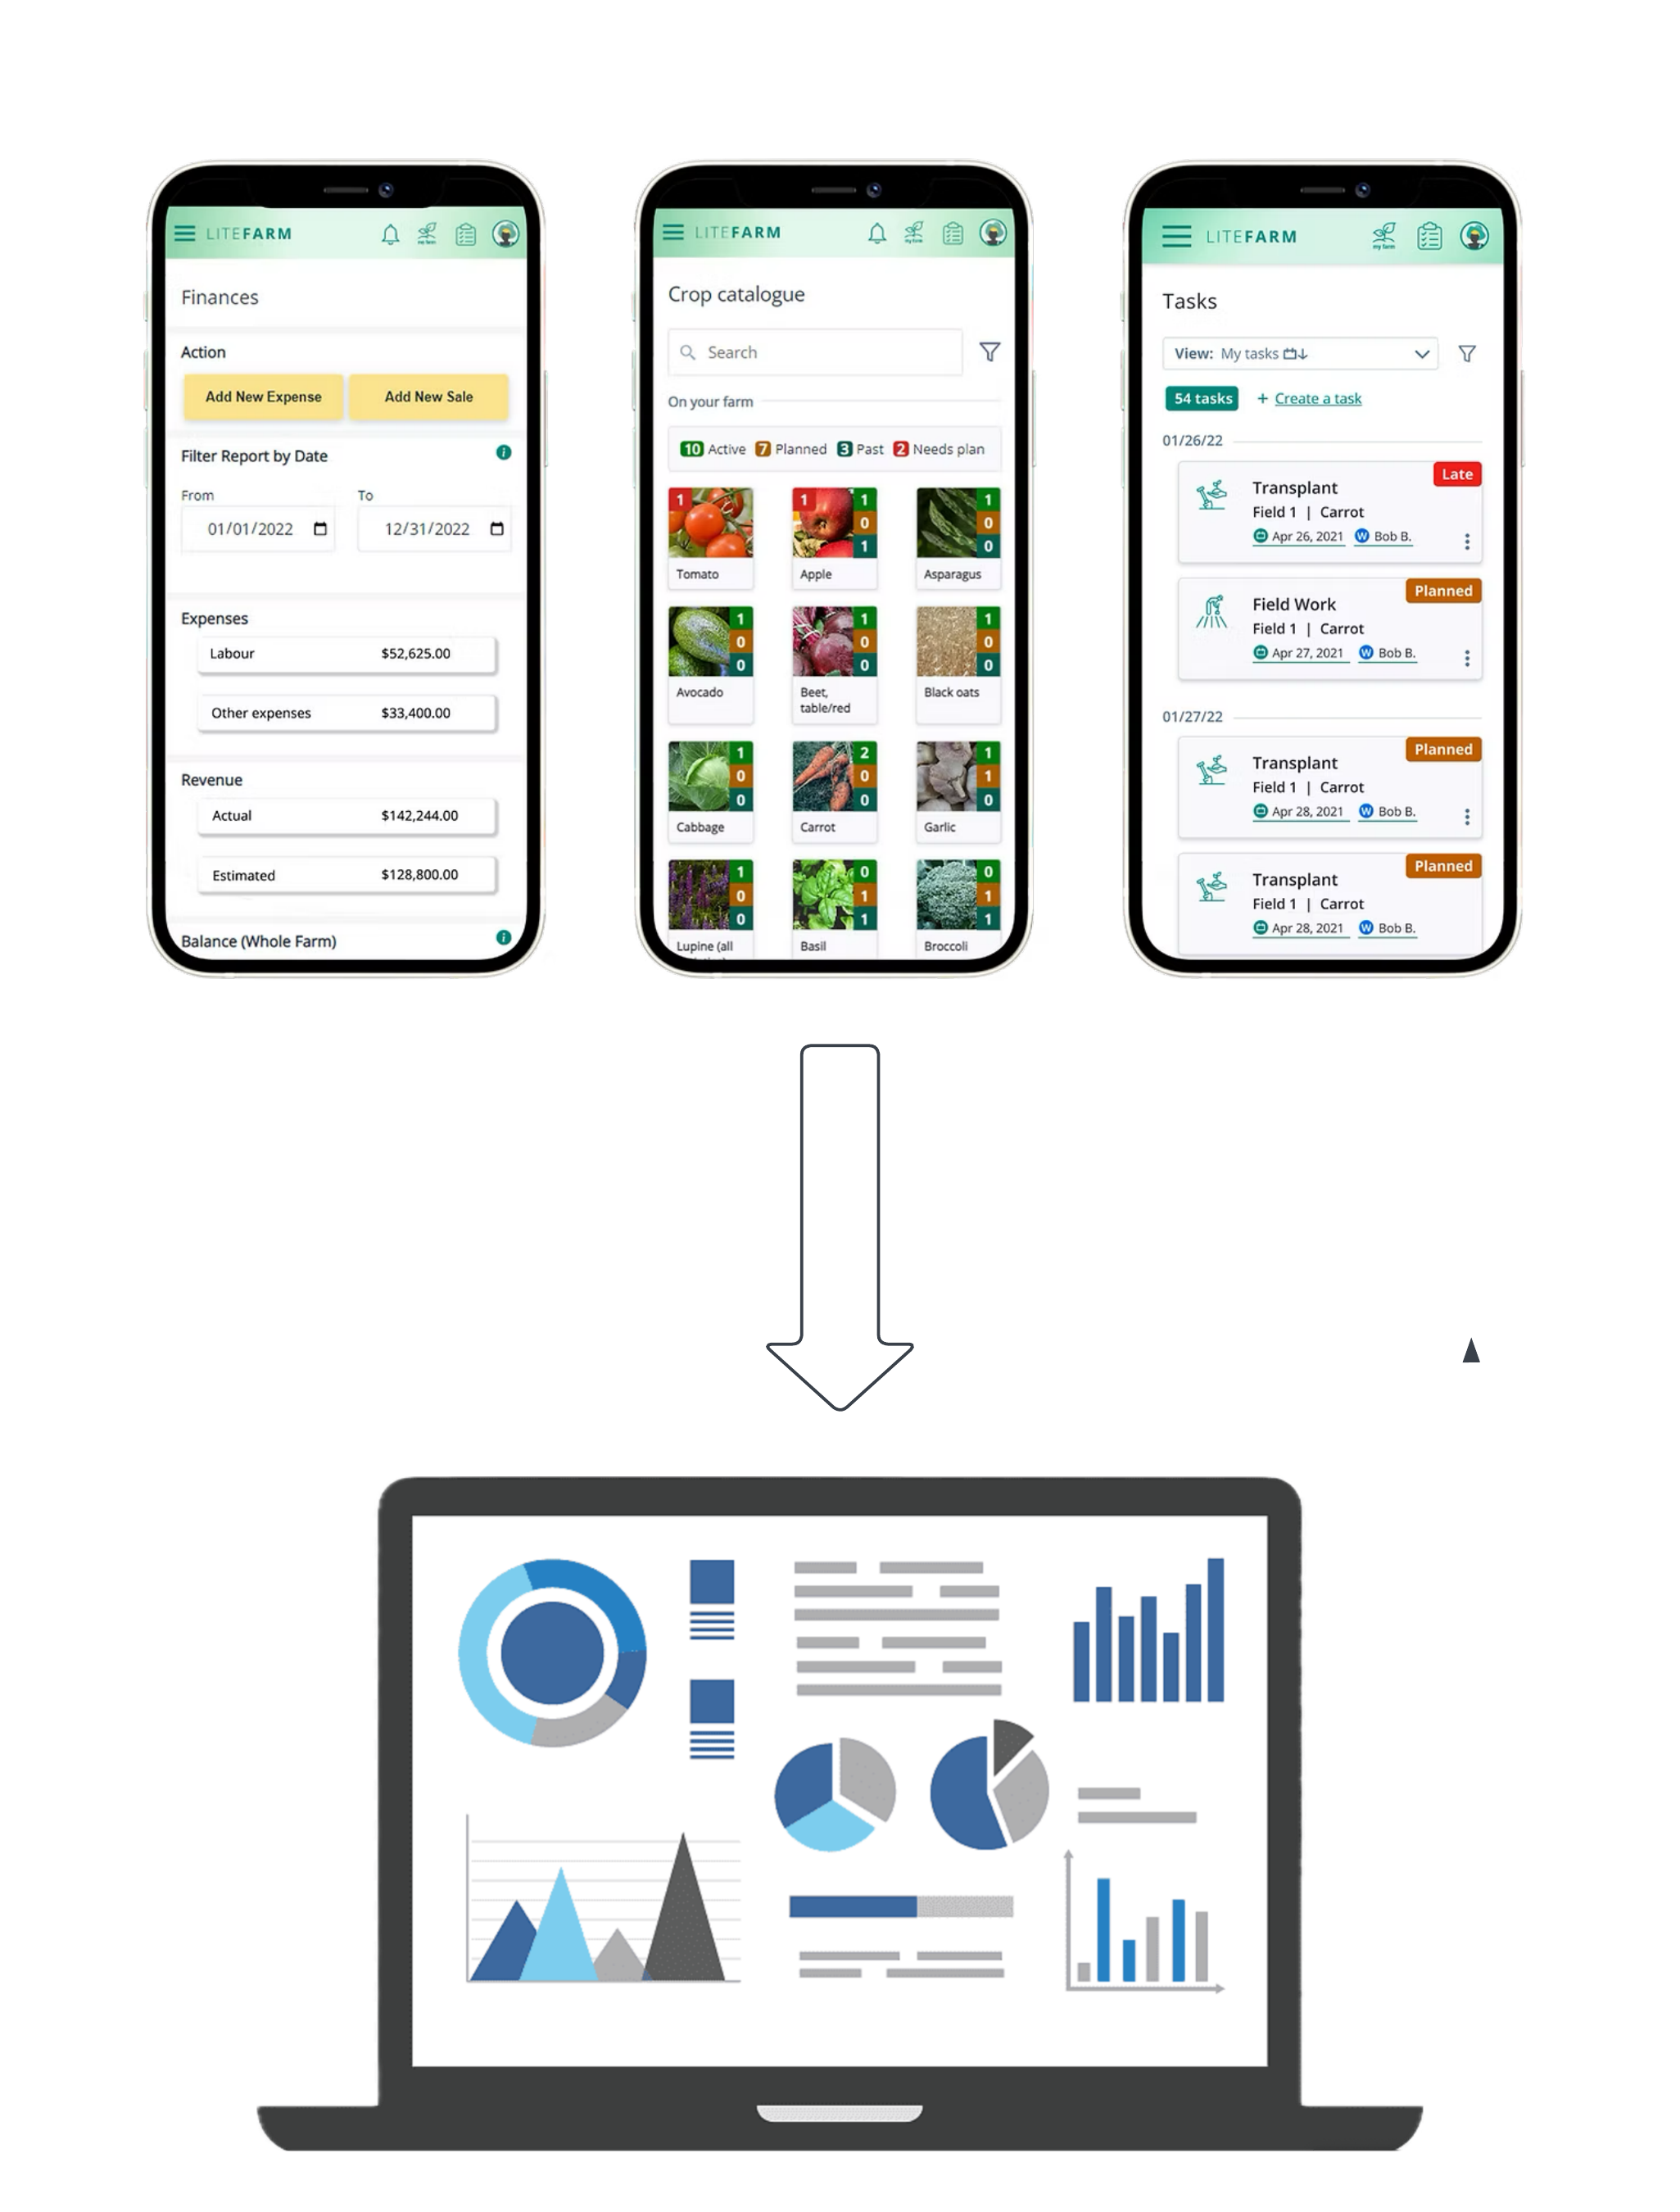 LITEFARM
my farm
Finances
Action
Add New Expense Add New Sale
Filter Report by Date
From To
01/01/2022 12/31/2022
Expenses
Labour $52,625.00
Other expenses $33,400.00
Revenue
Actual $142,244.00
Estimated $128,800.00
Balance (Whole Farm)
LITEFARM
my farm
Crop catalogue
Search
On your farm
10 Active 7 Planned 3 Past 2 Needs plan
1 1 1 1
0 0
1 0
Tomato Apple Asparagus
1 1 1
0 0 0
0 0 0
Avocado Beet, Black oats
table/red
1 2 1
0 0 1
0 0 0
Cabbage Carrot Garlic
1 0 0
0 1 1
0 1 1
Lupine (all Basil Broccoli
LITEFARM
my farm
Tasks
View: My tasks
54 tasks + Create a task
01/26/22
Late
Transplant
Field 1 | Carrot
Apr 26, 2021 W Bob B.
Planned
Field Work
Field 1 | Carrot
Apr 27, 2021 W Bob B.
01/27/22
Planned
Transplant
Field 1 | Carrot
Apr 28, 2021 W Bob B.
Planned
Transplant
Field 1 | Carrot
Apr 28, 2021 W Bob B.